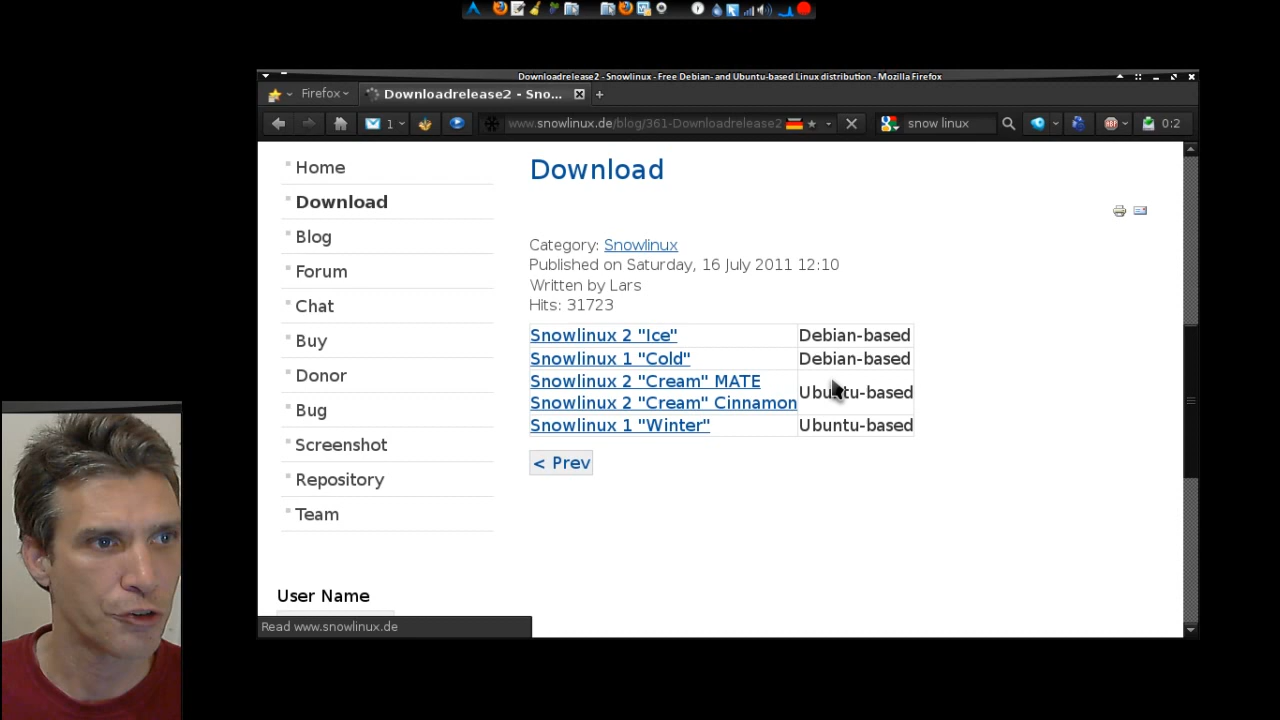 Downloadrelease2 - Snowlinux - Free Debian- and Ubuntu-based Linux distribution - Mozilla Firefox
Firefox
Downloadrelease2 - Sno...
1
www.snowlinux.de/blog/361-Downloadrelease2
snow linux
ABP
0:2
Home
Download
Blog
Forum
Chat
Buy
Donor
Bug
Screenshot
Repository
Team
User Name
Download
Category: Snowlinux
Published on Saturday, 16 July 2011 12:10
Written by Lars
Hits: 31723
Snowlinux 2 "Ice" Debian-based
Snowlinux 1 "Cold" Debian-based
Snowlinux 2 "Cream" MATE
Snowlinux 2 "Cream" Cinnamon
Ubuntu-based
Snowlinux 1 "Winter" Ubuntu-based
< Prev
Read www.snowlinux.de